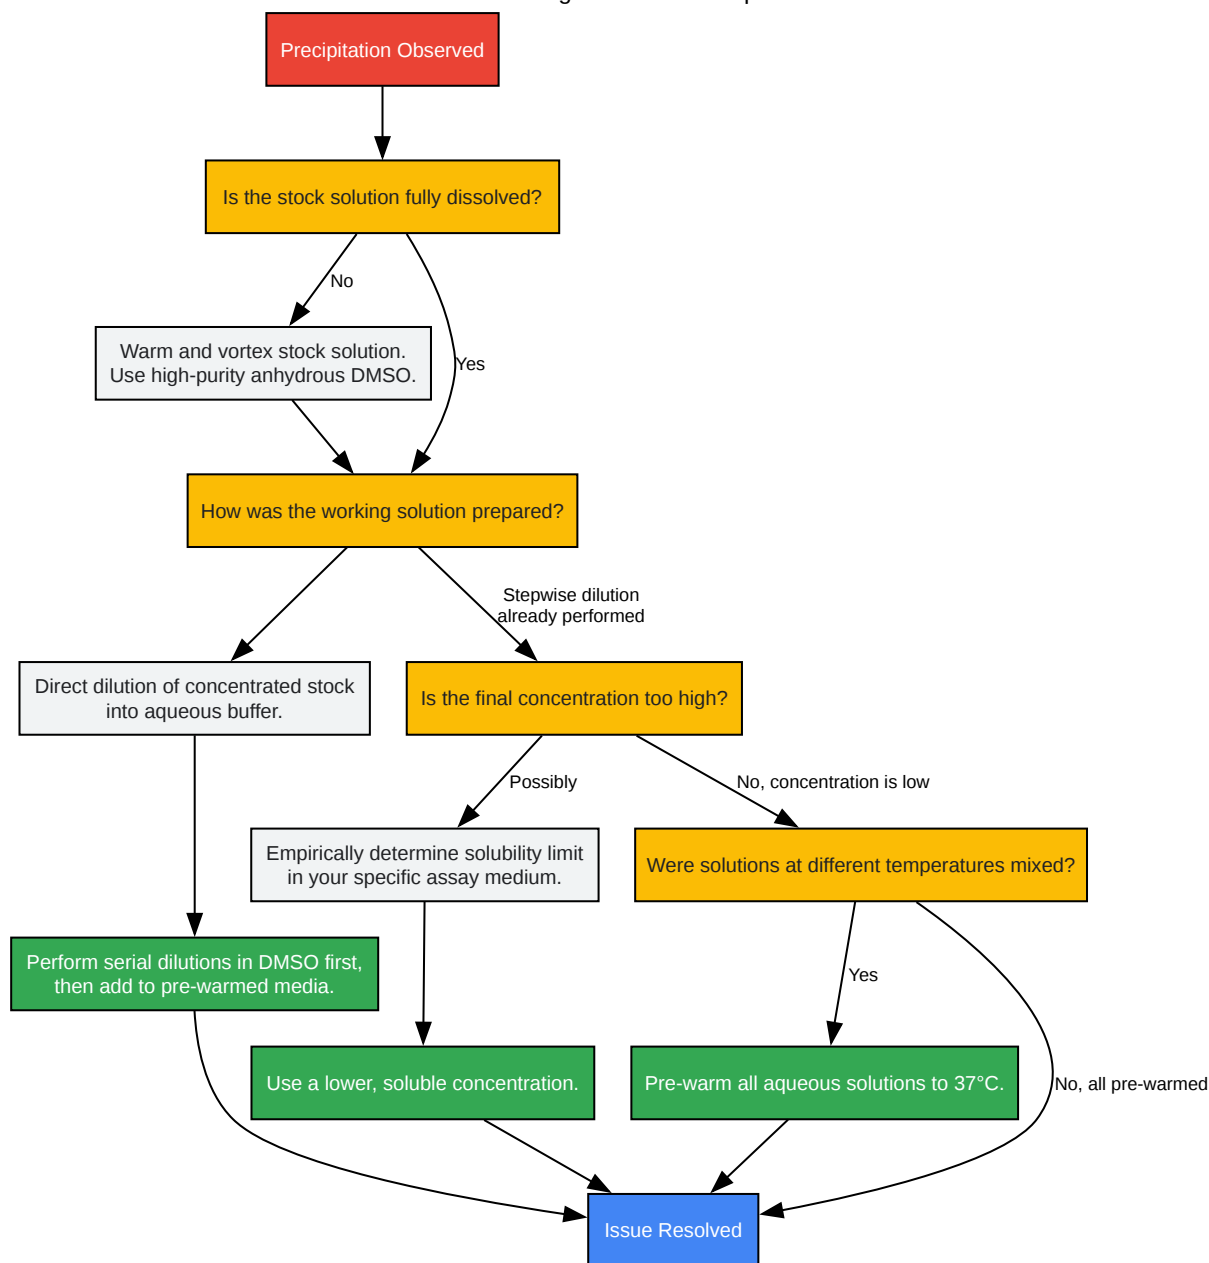 Precipitation Observed
Is the stock solution fully dissolved?
No
Warm and vortex stock solution.
Use high-purity anhydrous DMSO.
Yes
How was the working solution prepared?
Stepwise dilution
already performed
Direct dilution of concentrated stock
into aqueous buffer.
Is the final concentration too high?
Possibly
No, concentration is low
Empirically determine solubility limit
in your specific assay medium.
Were solutions at different temperatures mixed?
Perform serial dilutions in DMSO first,
then add to pre-warmed media.
Yes
Use a lower, soluble concentration.
Pre-warm all aqueous solutions to 37°C.
No, all pre-warmed
Issue Resolved